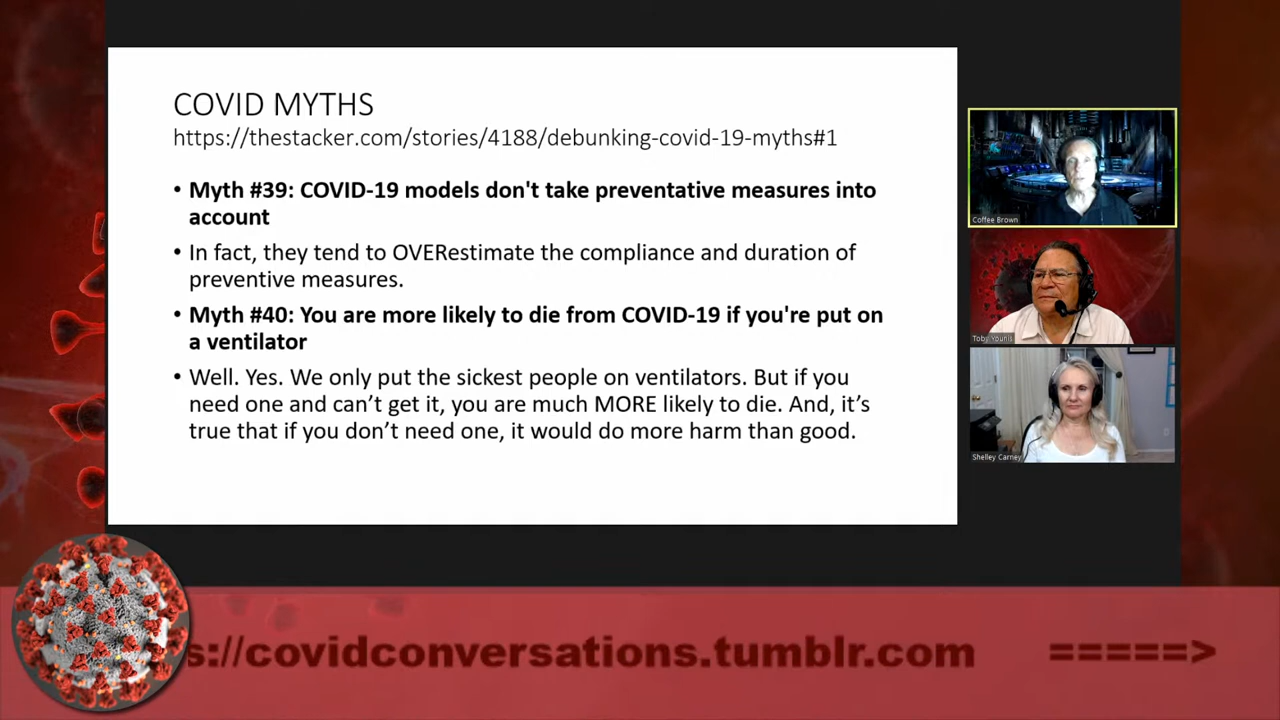 COVID MYTHS
https://thestacker.com/stories/4188/debunking-covid-19-myths#1
• Myth #39: COVID-19 models don't take preventative measures into
account
• In fact, they tend to OVERestimate the compliance and duration of
preventive measures.
• Myth #40: You are more likely to die from COVID-19 if you're put on
a ventilator
• Well. Yes. We only put the sickest people on ventilators. But if you
need one and can’t get it, you are much MORE likely to die. And, it’s
true that if you don’t need one, it would do more harm than good.
Coffee Brown
Toby Younis
Shelley Carney
s://covidconversations.tumblr.com =====>